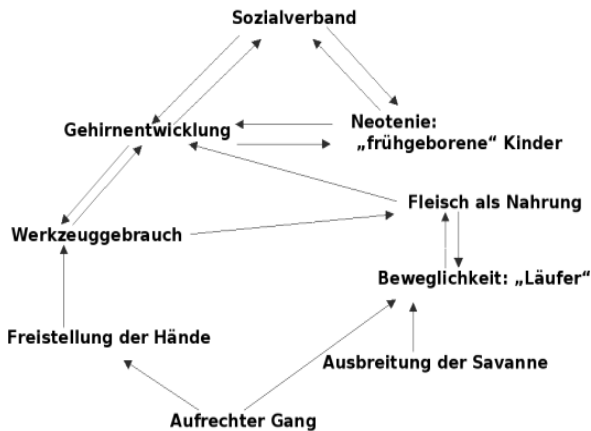 Sozialverband
Gehirnentwicklung
Neotenie:
„frühgeborene“ Kinder
Fleisch als Nahrung
Werkzeuggebrauch
Beweglichkeit: „Läufer“
Freistellung der Hände
Ausbreitung der Savanne
Aufrechter Gang